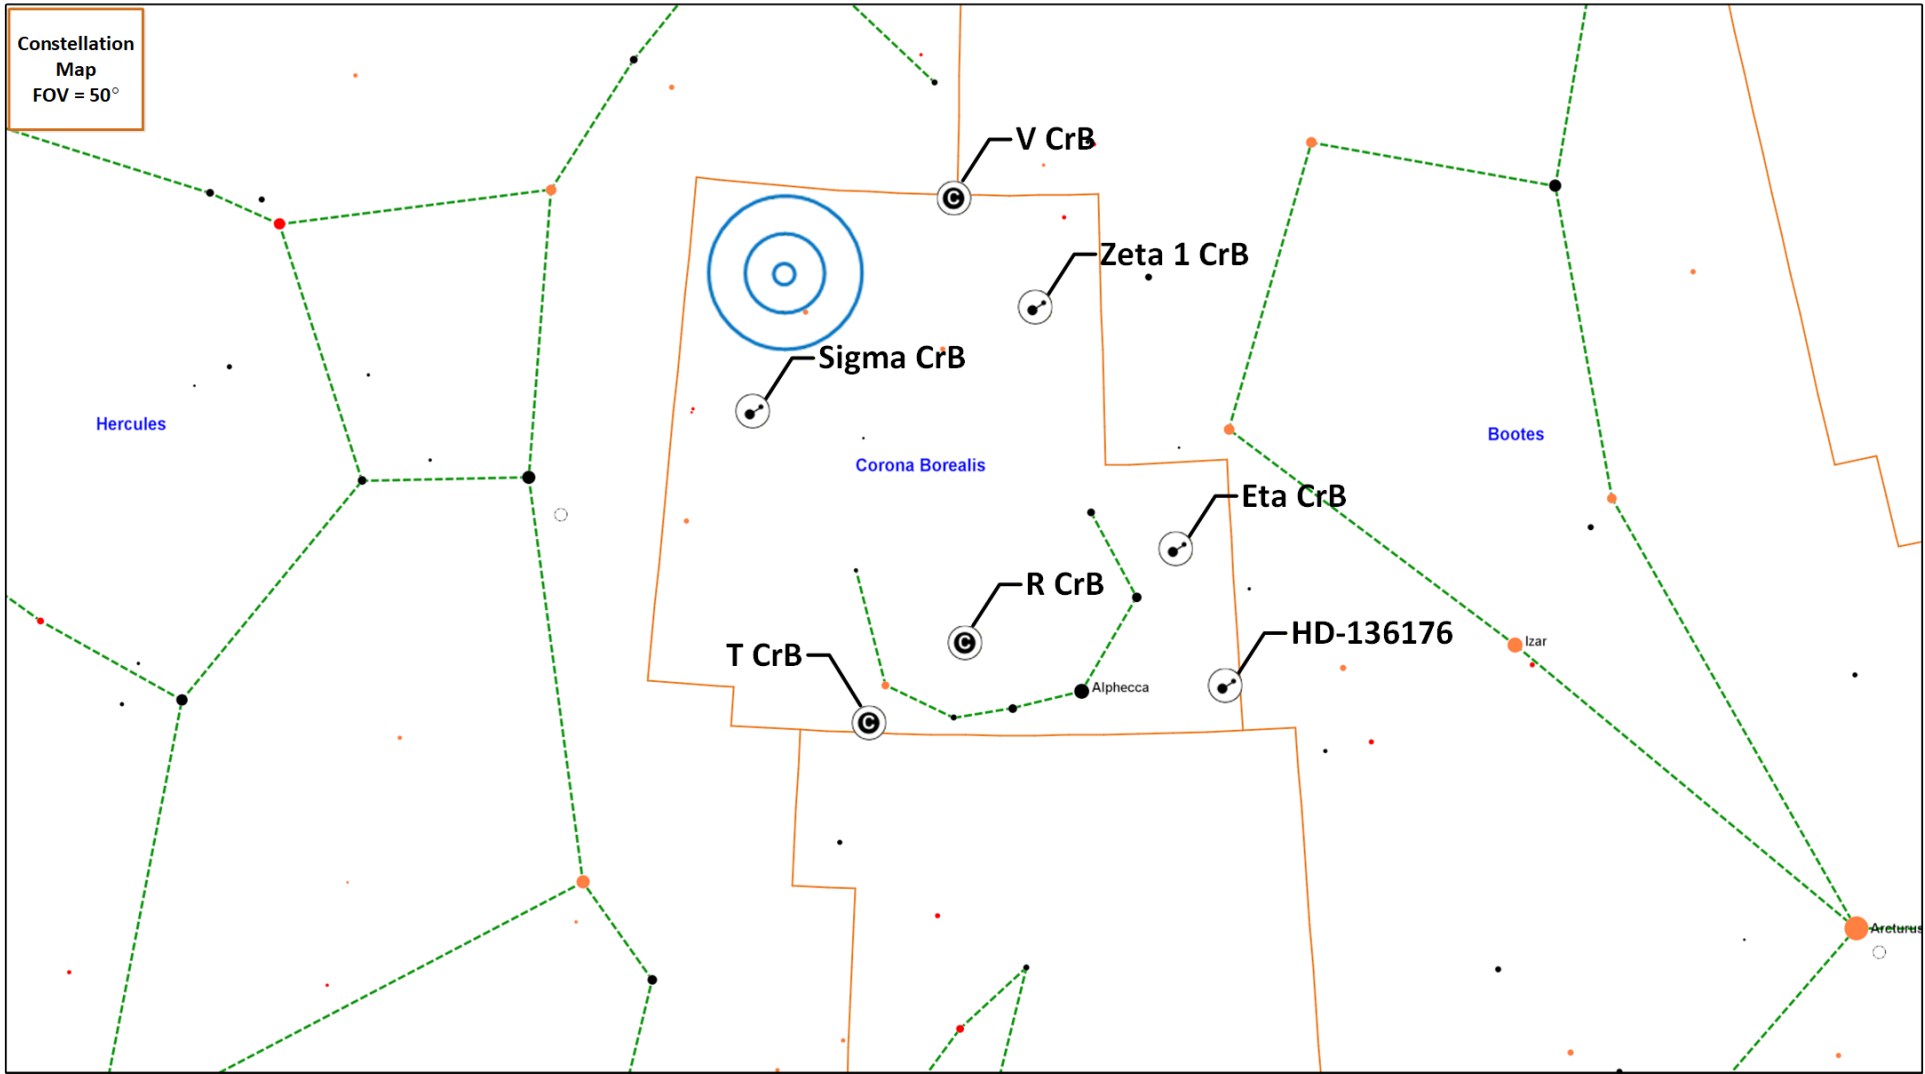 Constellation
Map
FOV = 50°
V CrB
Zeta 1 CrB
Sigma CrB
Hercules
Bootes
Corona Borealis
Eta CrB
R CrB
HD-136176
Izar
T CrB
Alphecca
Arcturus